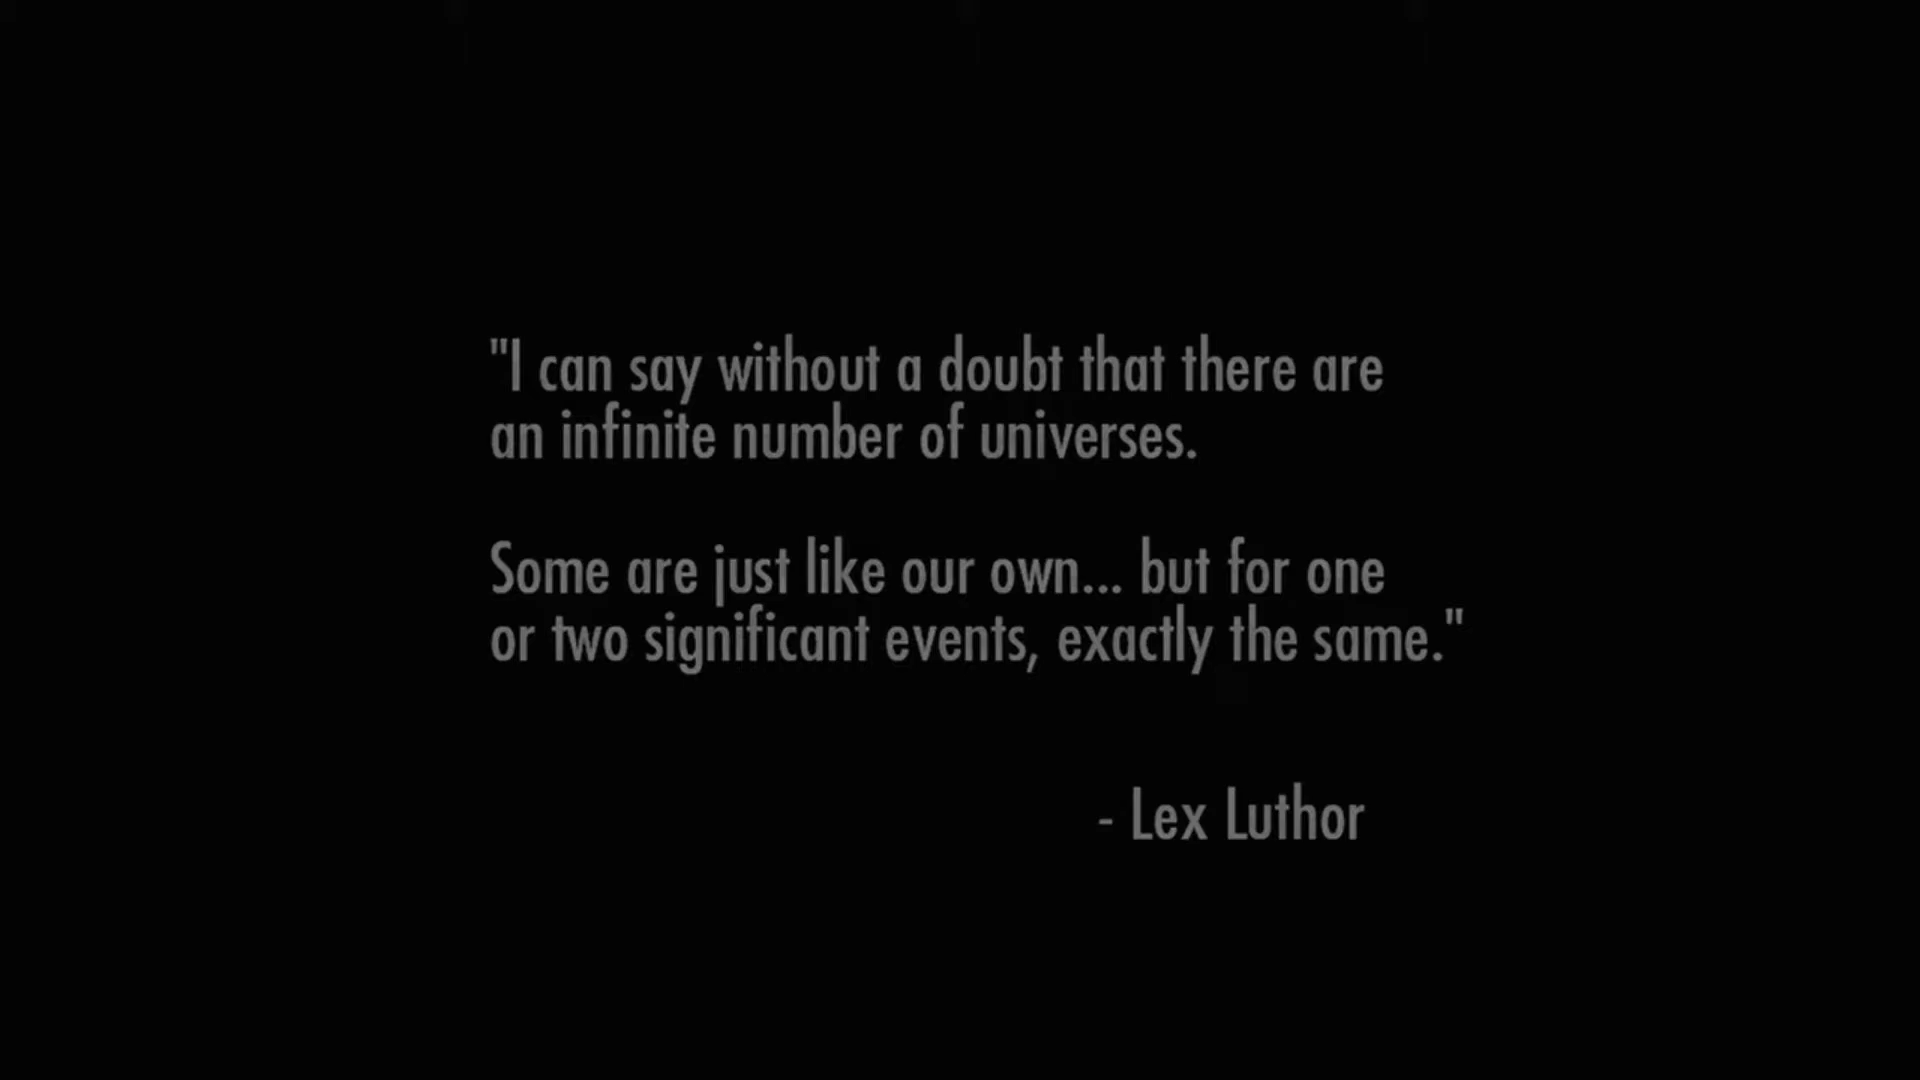 "I can say without a doubt that there are
an infinite number of universes.
Some are just like our own... but for one
or two significant events, exactly the same."
- Lex Luthor